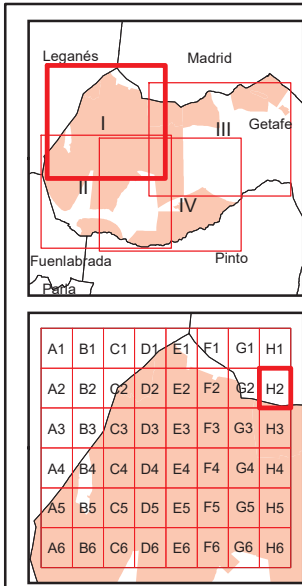 Leganés Madrid
I III
Getafe
II
IV
Fuenlabrada Pinto
Parla
A1 B1 C1 D1 E1 F1 G1 H1
A2 B2 C2 D2 E2 F2 G2 H2
A3 B3 C3 D3 E3 F3 G3 H3
A4 B4 C4 D4 E4 F4 G4 H4
A5 B5 C5 D5 E5 F5 G5 H5
A6 B6 C6 D6 E6 F6 G6 H6